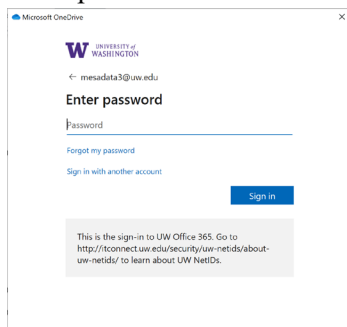 Microsoft OneDrive
W UNIVERSITY of
WASHINGTON
mesadata3@uw.edu
Enter password
Password
Forgot my password
Sign in with another account
Sign in
This is the sign-in to UW Office 365. Go to
http://itconnect.uw.edu/security/uw-netids/about-
uw-netids/ to learn about UW NetIDs.